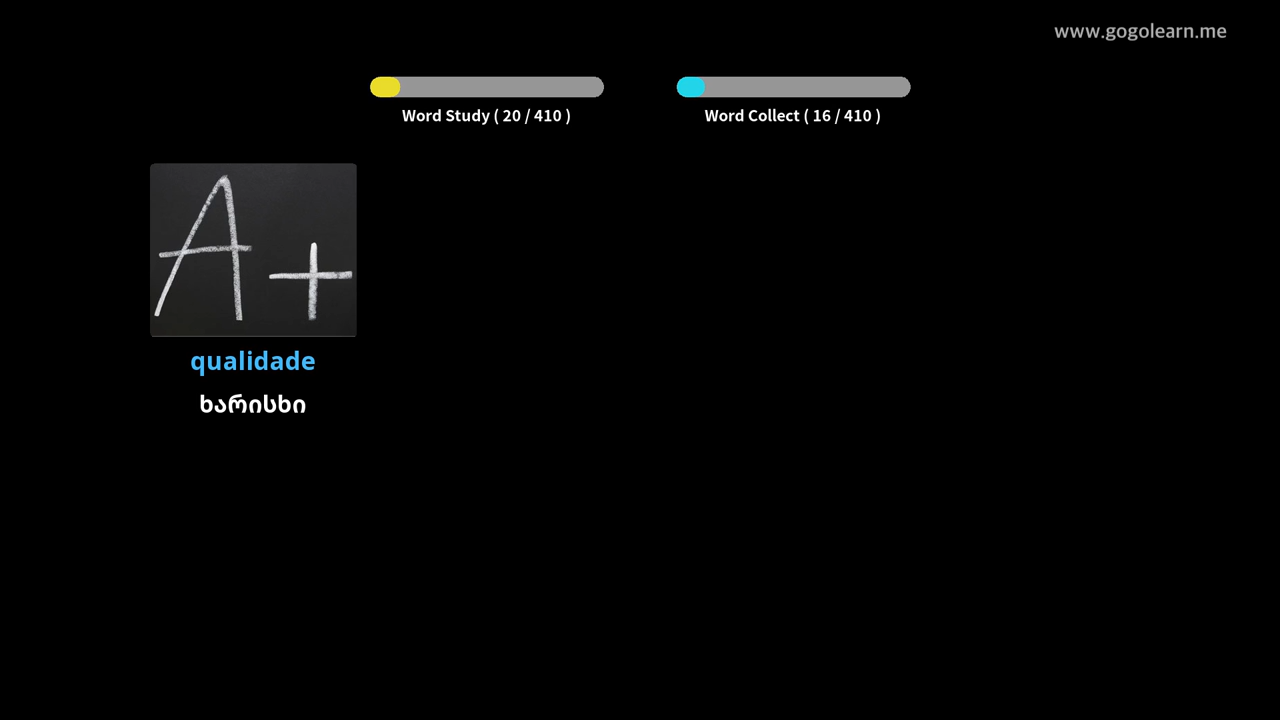 www.gogolearn.me
Word Study ( 20 / 410 )
Word Collect ( 16 / 410 )
A+
qualidade
ხარისხი